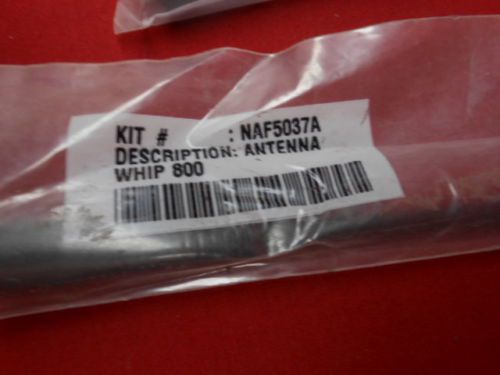 KIT # : NAF5037A
DESCRIPTION: ANTENNA
WHIP 800